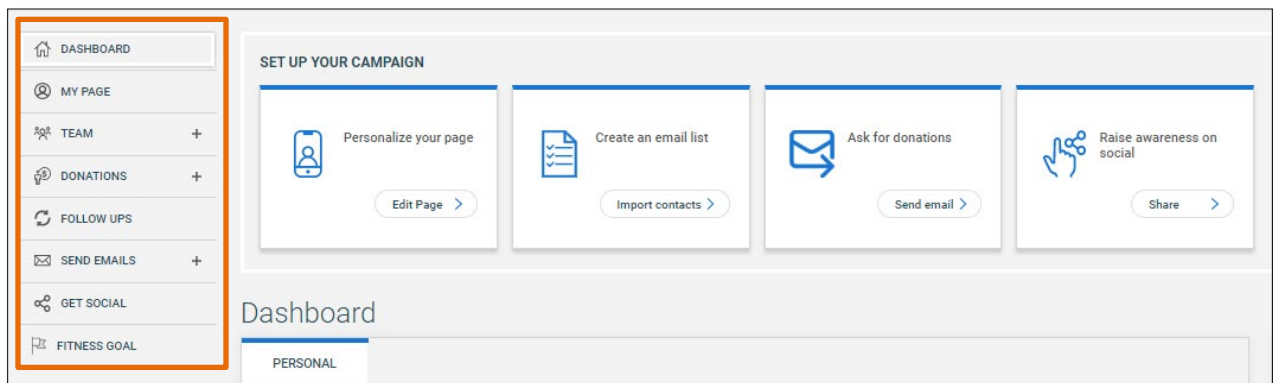 DASHBOARD
MY PAGE
TEAM +
DONATIONS +
FOLLOW UPS
SEND EMAILS +
GET SOCIAL
FITNESS GOAL
SET UP YOUR CAMPAIGN
Personalize your page
Edit Page >
Create an email list
Import contacts >
Ask for donations
Send email >
Raise awareness on
social
Share >
Dashboard
PERSONAL